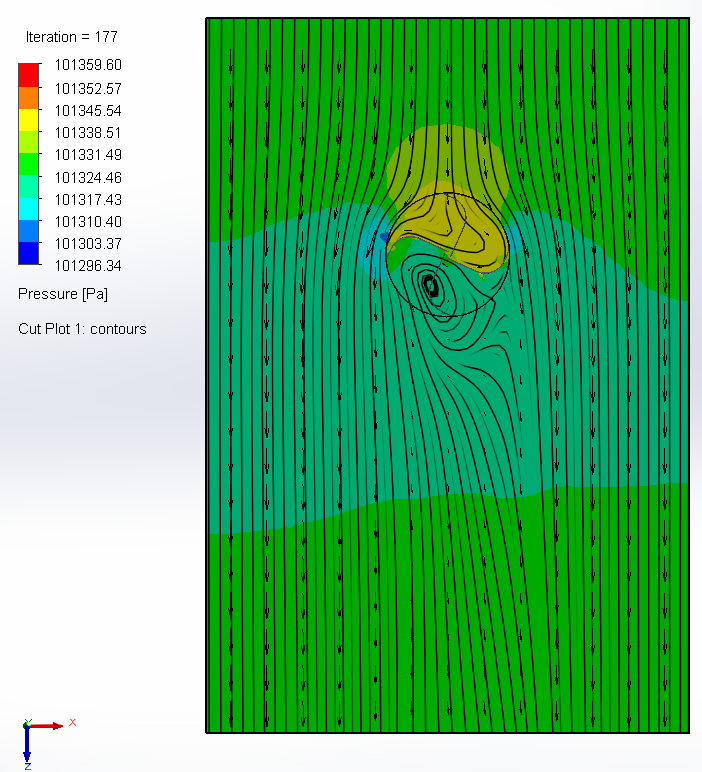 Iteration = 177
101359.60
101352.57
101345.54
101338.51
101331.49
101324.46
101317.43
101310.40
101303.37
101296.34
Pressure [Pa]
Cut Plot 1: contours
Y
X
Z